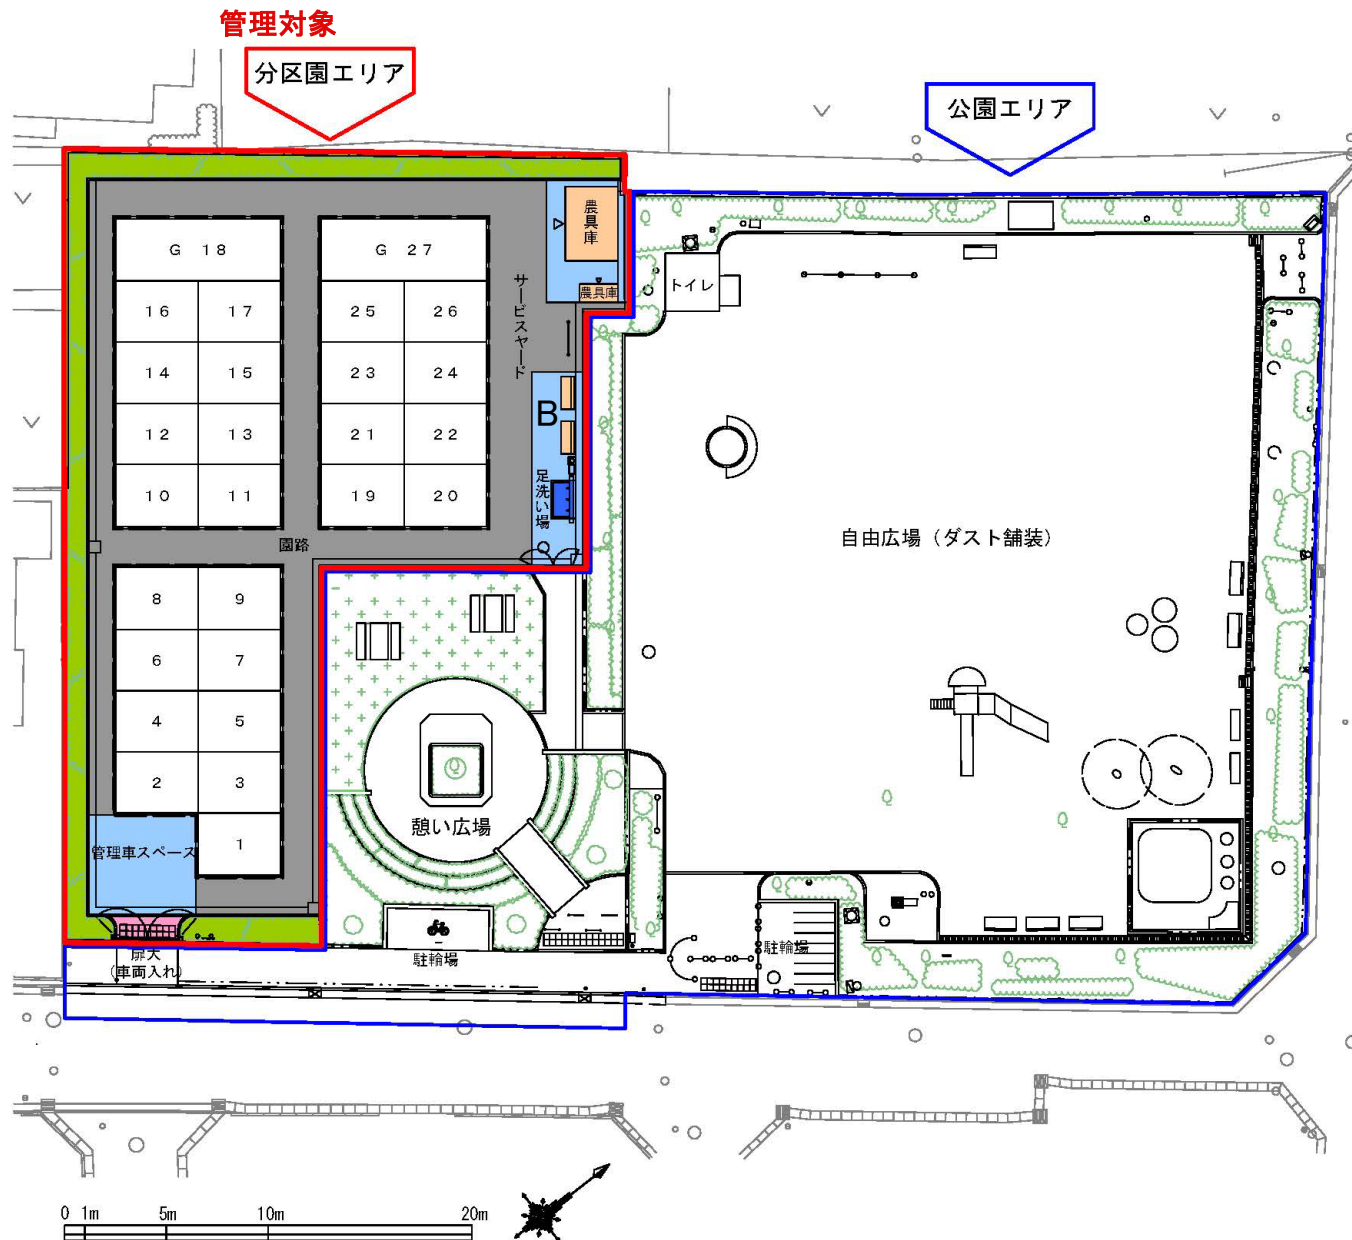 管理対象
分区園エリア
公園エリア
農具庫
G 18
G 27
サービスヤード
トイレ
農具庫
16
17
25
26
14
15
23
24
B
12
13
21
22
足洗い場
10
11
19
20
園路
自由広場（ダスト舗装）
8
9
6
7
4
5
2
3
憩い広場
1
管理車スペース
扉大
(車両入れ)
駐輪場
駐輪場
0 1m 5m 10m 20m